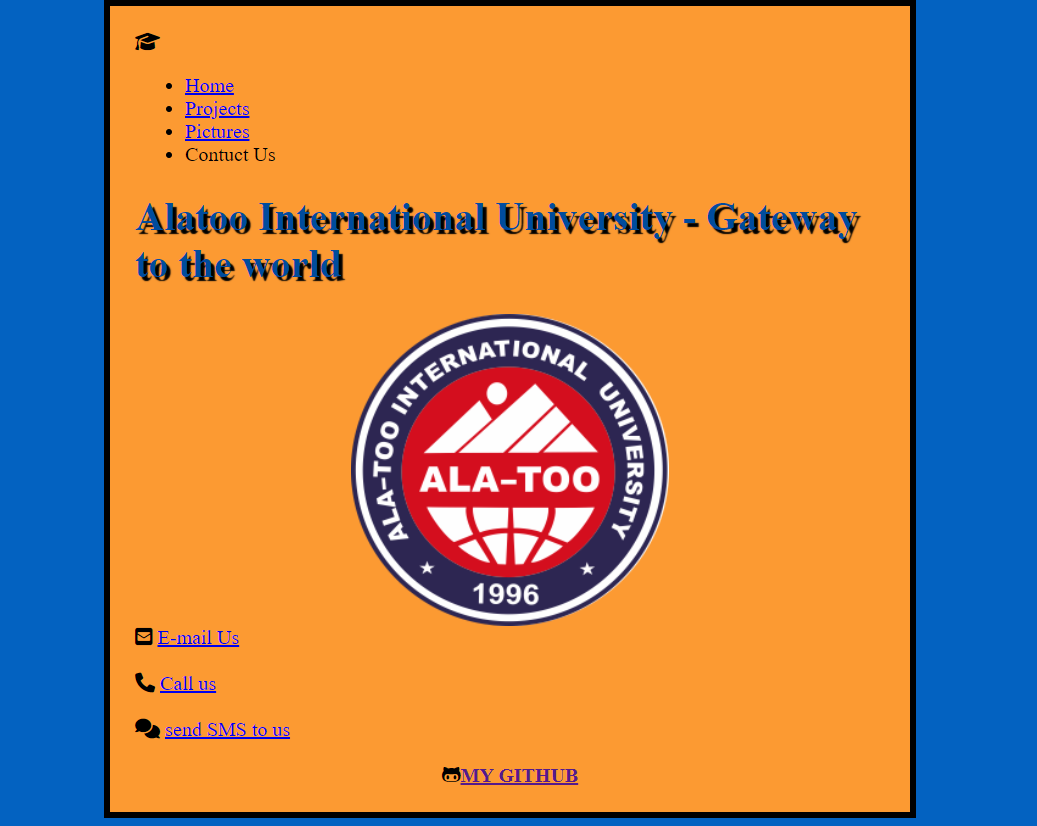 Home
Projects
Pictures
Contuct Us
Alatoo International University - Gateway
to the world
ALA-TOO INTERNATIONAL UNIVERSITY
ALA-TOO
1996
E-mail Us
Call us
send SMS to us
MY GITHUB